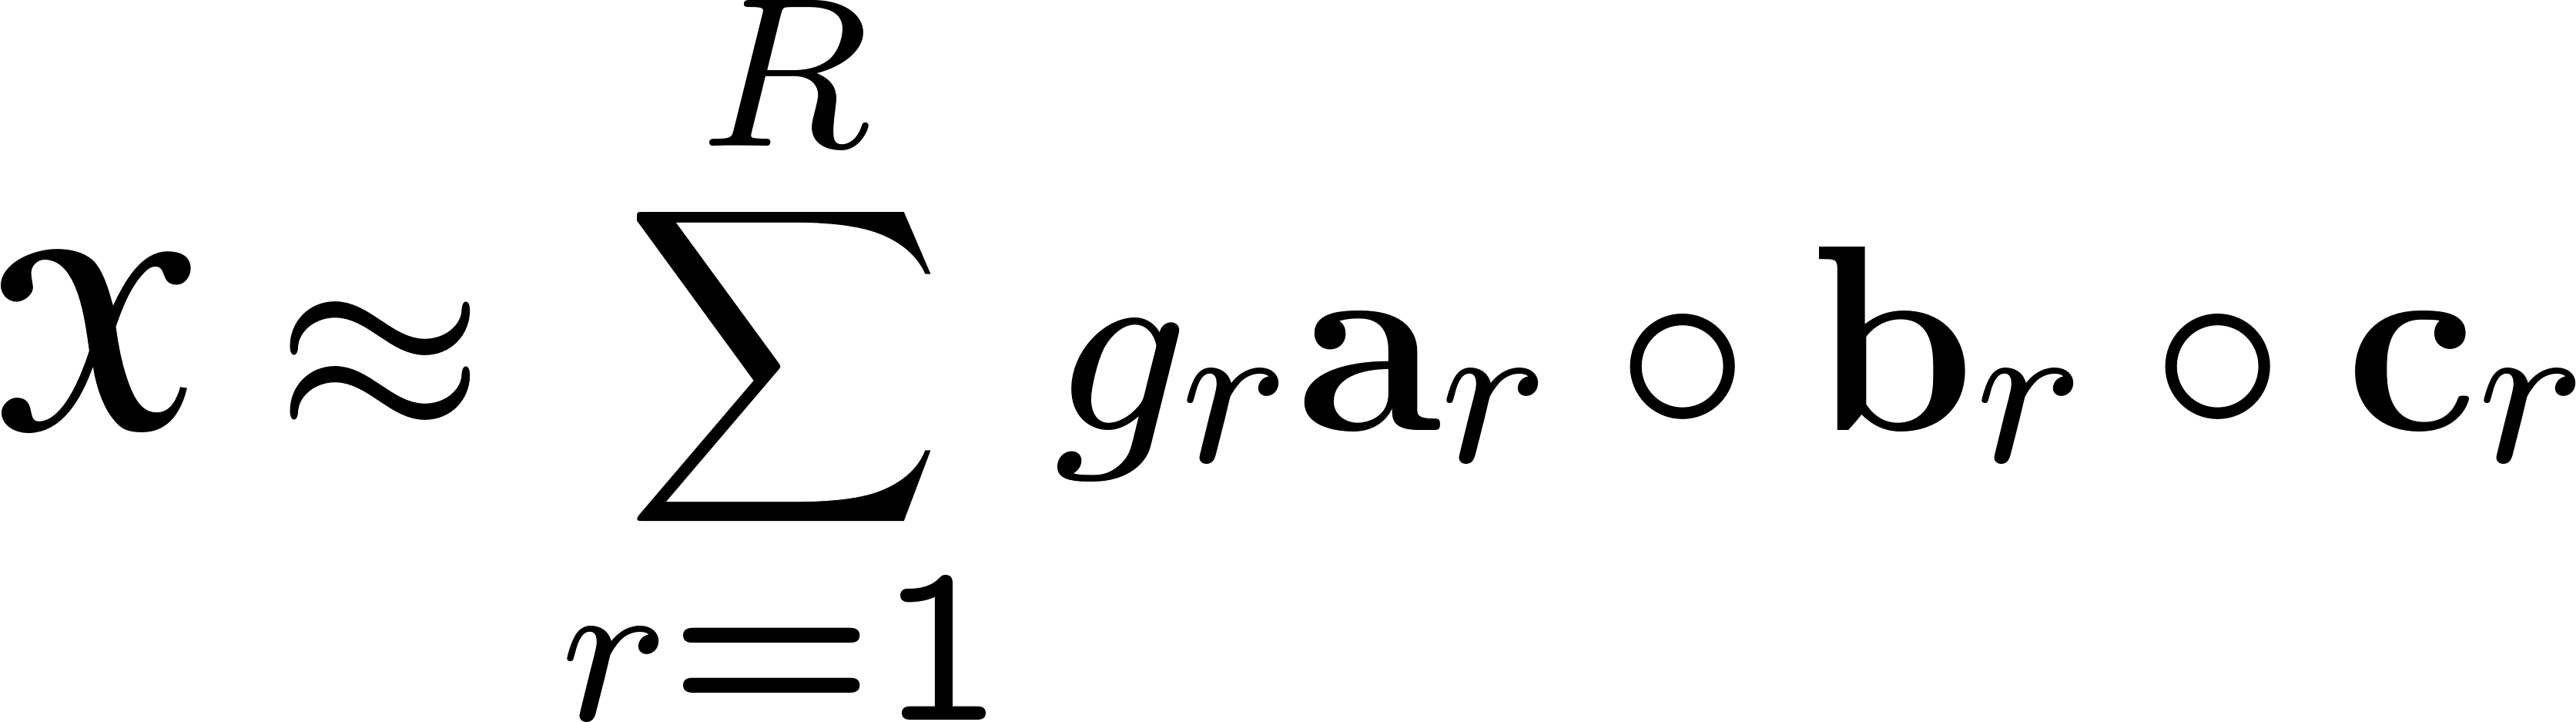 𝒙 ≈ ∑_{r=1}^{R} g_r 𝐚_r ∘ 𝐛_r ∘ 𝐜_r